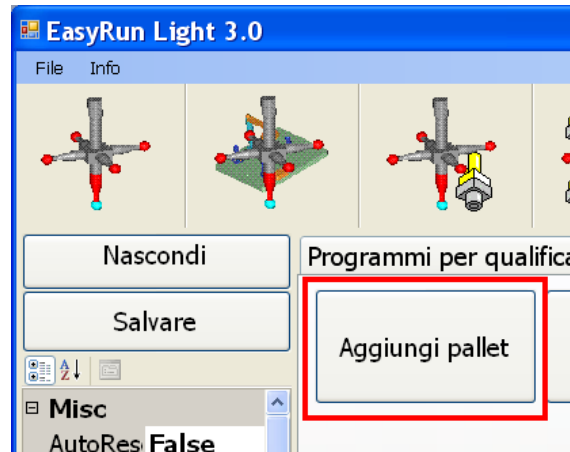 EasyRun Light 3.0
File Info
Nascondi
Programmi per qualifica
Salvare
Aggiungi pallet
Misc
AutoRes False